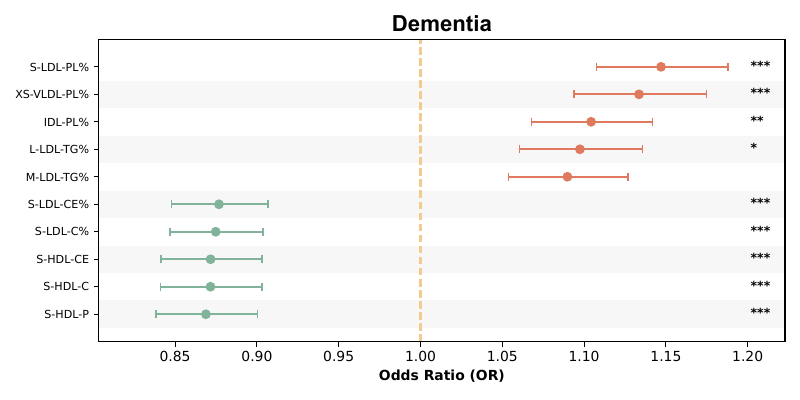 Dementia
S-LDL-PL% ***
XS-VLDL-PL% ***
IDL-PL% **
L-LDL-TG% *
M-LDL-TG%
S-LDL-CE% ***
S-LDL-C% ***
S-HDL-CE ***
S-HDL-C ***
S-HDL-P ***
0.85 0.90 0.95 1.00 1.05 1.10 1.15 1.20
Odds Ratio (OR)